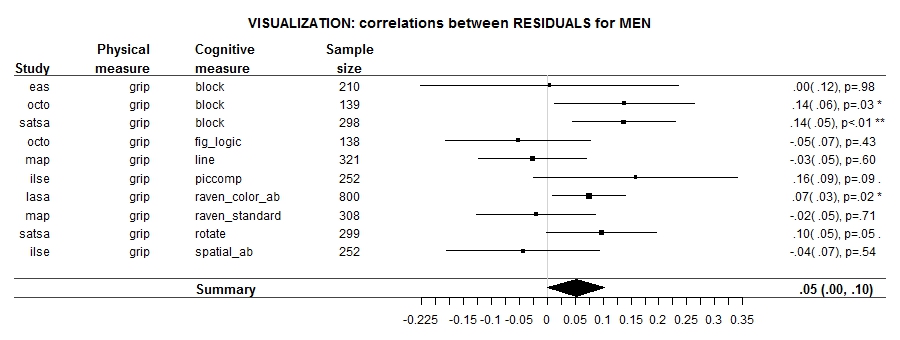 VISUALIZATION: correlations between RESIDUALS for MEN
Physical Cognitive Sample
Study measure measure size
eas grip block 210 .00( .12), p=.98
octo grip block 139 .14( .06), p=.03 *
satsa grip block 298 .14( .05), p<.01 **
octo grip fig_logic 138 -.05( .07), p=.43
map grip line 321 -.03( .05), p=.60
ilse grip piccomp 252 .16( .09), p=.09 .
lasa grip raven_color_ab 800 .07( .03), p=.02 *
map grip raven_standard 308 -.02( .05), p=.71
satsa grip rotate 299 .10( .05), p=.05 .
ilse grip spatial_ab 252 -.04( .07), p=.54
Summary .05 (.00, .10)
-0.225 -0.15 -0.1 -0.05 0 0.05 0.1 0.15 0.2 0.25 0.3 0.35